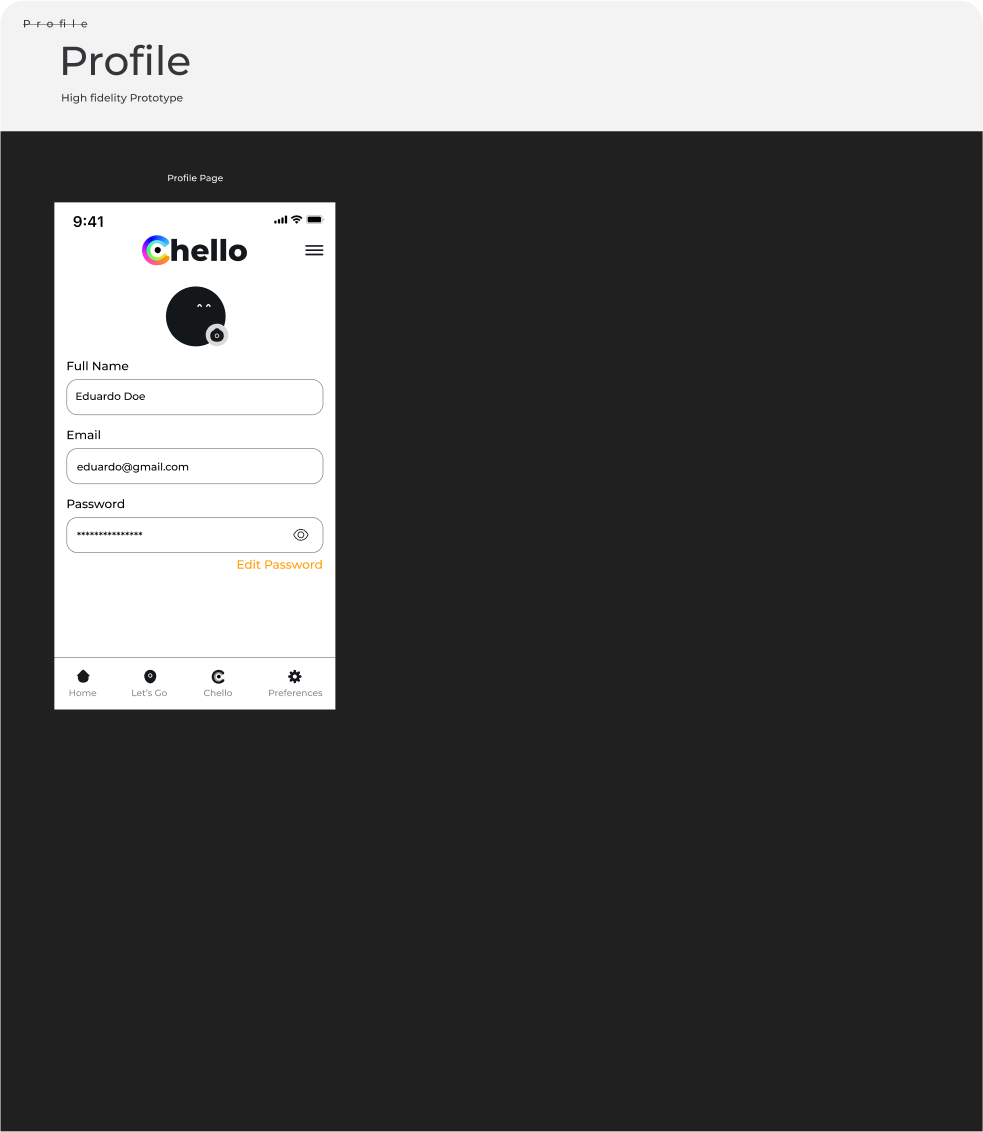 Profile
Profile
High fidelity Prototype
Profile Page
9:41
Chello
Full Name
Eduardo Doe
Email
eduardo@gmail.com
Password
***************
Edit Password
Home Let's Go Chello Preferences